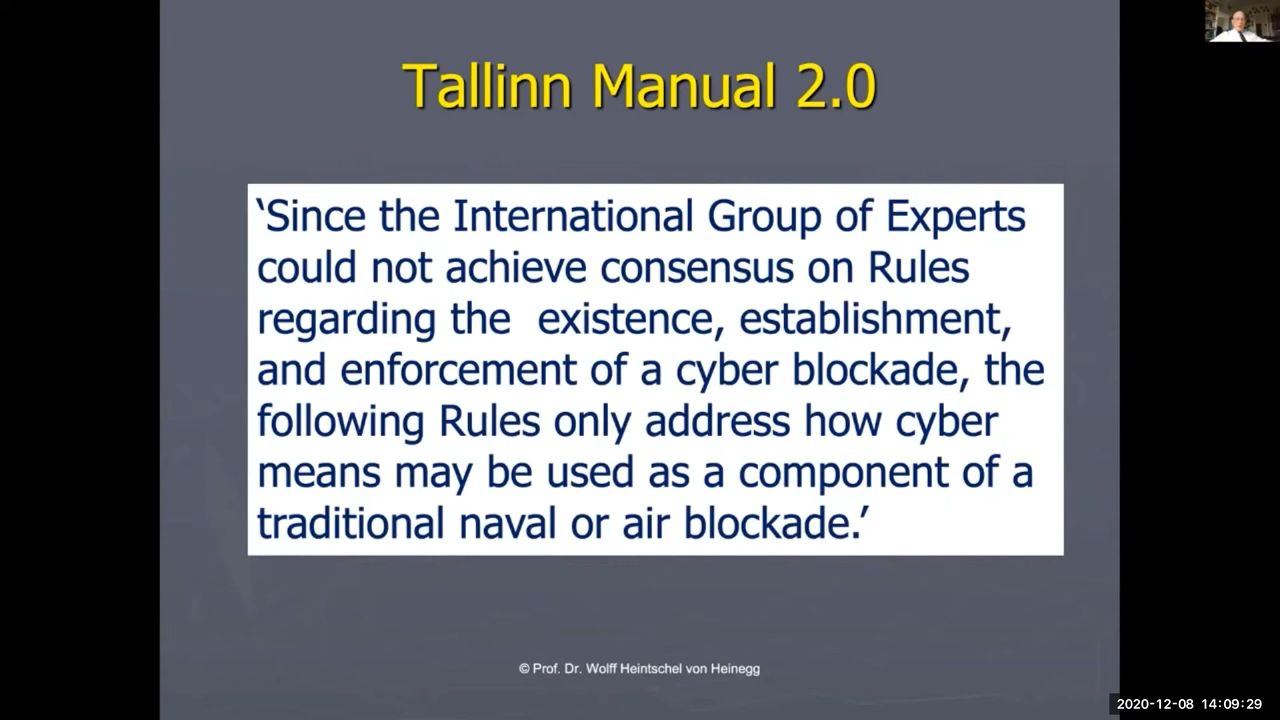 Tallinn Manual 2.0
‘Since the International Group of Experts
could not achieve consensus on Rules
regarding the  existence, establishment,
and enforcement of a cyber blockade, the
following Rules only address how cyber
means may be used as a component of a
traditional naval or air blockade.’
© Prof. Dr. Wolff Heintschel von Heinegg
2020-12-08 14:09:29